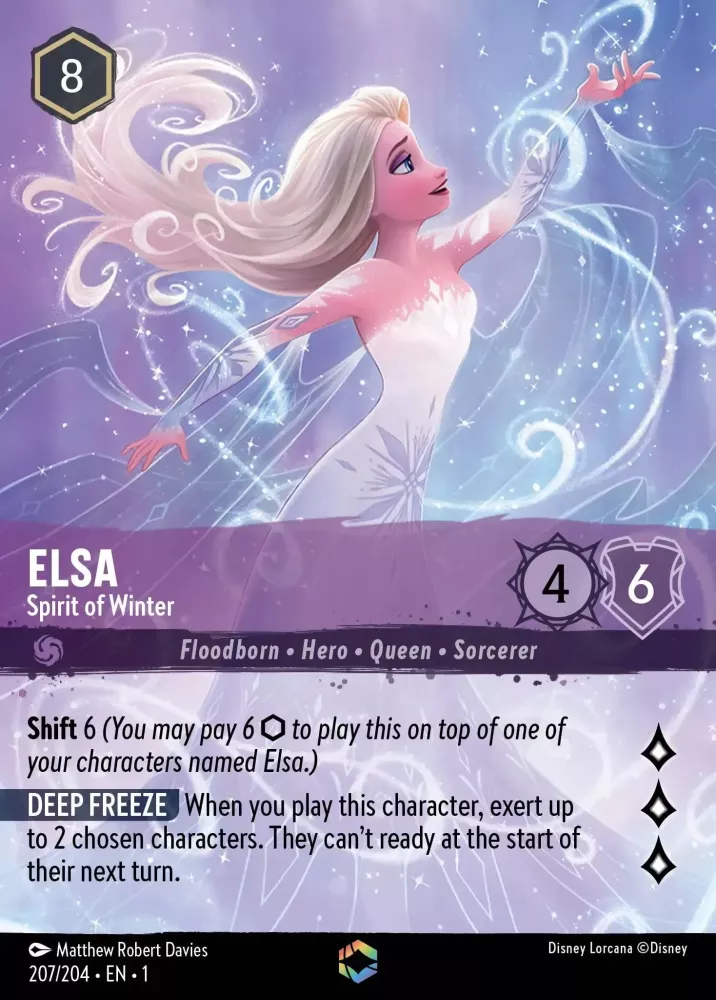 8
ELSA
Spirit of Winter
4
6
Floodborn • Hero • Queen • Sorcerer
Shift 6 (You may pay 6 ⬡ to play this on top of one of
your characters named Elsa.)
DEEP FREEZE When you play this character, exert up
to 2 chosen characters. They can't ready at the start of
their next turn.
Matthew Robert Davies
207/204 • EN • 1
Disney Lorcana ©Disney